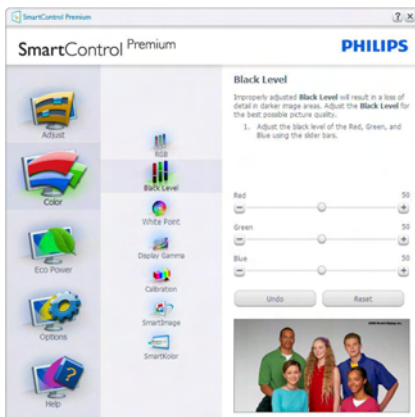 SmartControl Premium
SmartControl Premium
PHILIPS
Adjust
Color
Eco Power
Options
Help
RGB
Black Level
White Point
Display Gamma
Calibration
SmartImage
SmartKolor
Black Level
Improperly adjusted Black Level will result in a loss of
detail in darker image areas. Adjust the Black Level for
the best possible picture quality.
1. Adjust the black level of the Red, Green, and
Blue using the slider bars.
Red 50
Green 50
Blue 50
Undo Reset